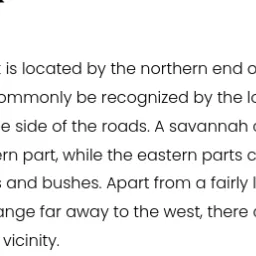 is located by the northern end o
ommonly be recognized by the lo
e side of the roads. A savannah
rn part, while the eastern parts c
s and bushes. Apart from a fairly l
ange far away to the west, there
vicinity.